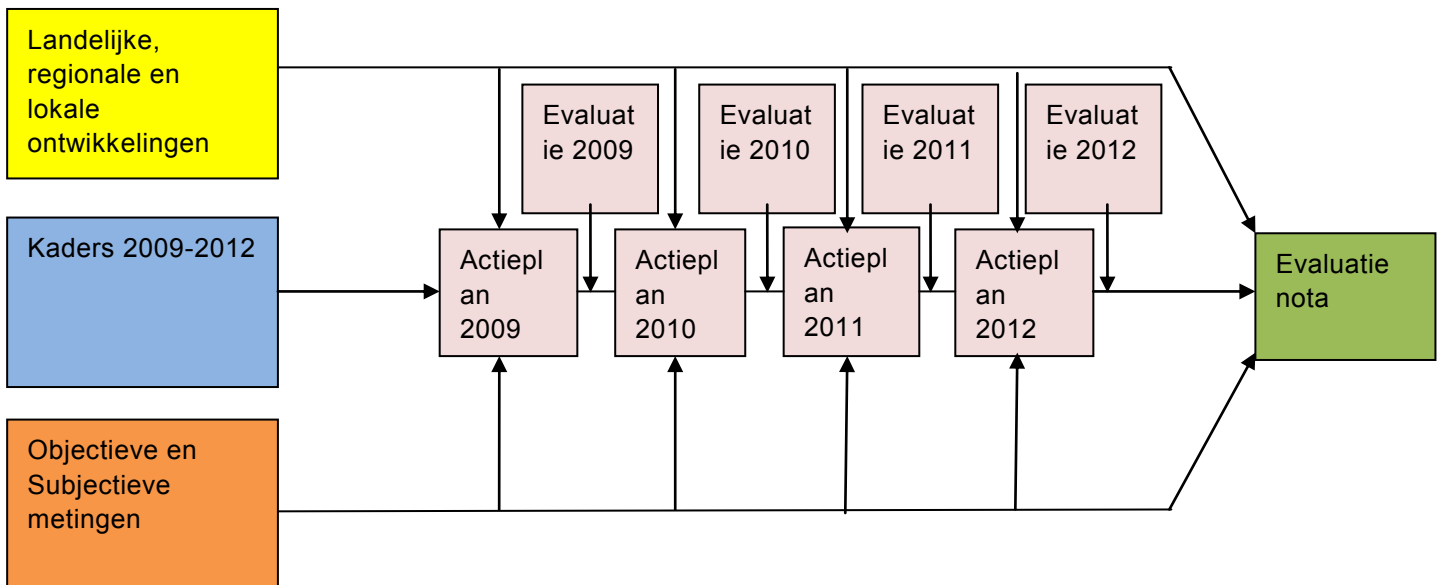 Landelijke,
regionale en
lokale
ontwikkelingen
Evaluat
ie 2009
Evaluat
ie 2010
Evaluat
ie 2011
Evaluat
ie 2012
Kaders 2009-2012
Actiepl
an
2009
Actiepl
an
2010
Actiepl
an
2011
Actiepl
an
2012
Evaluatie
nota
Objectieve en
Subjectieve
metingen